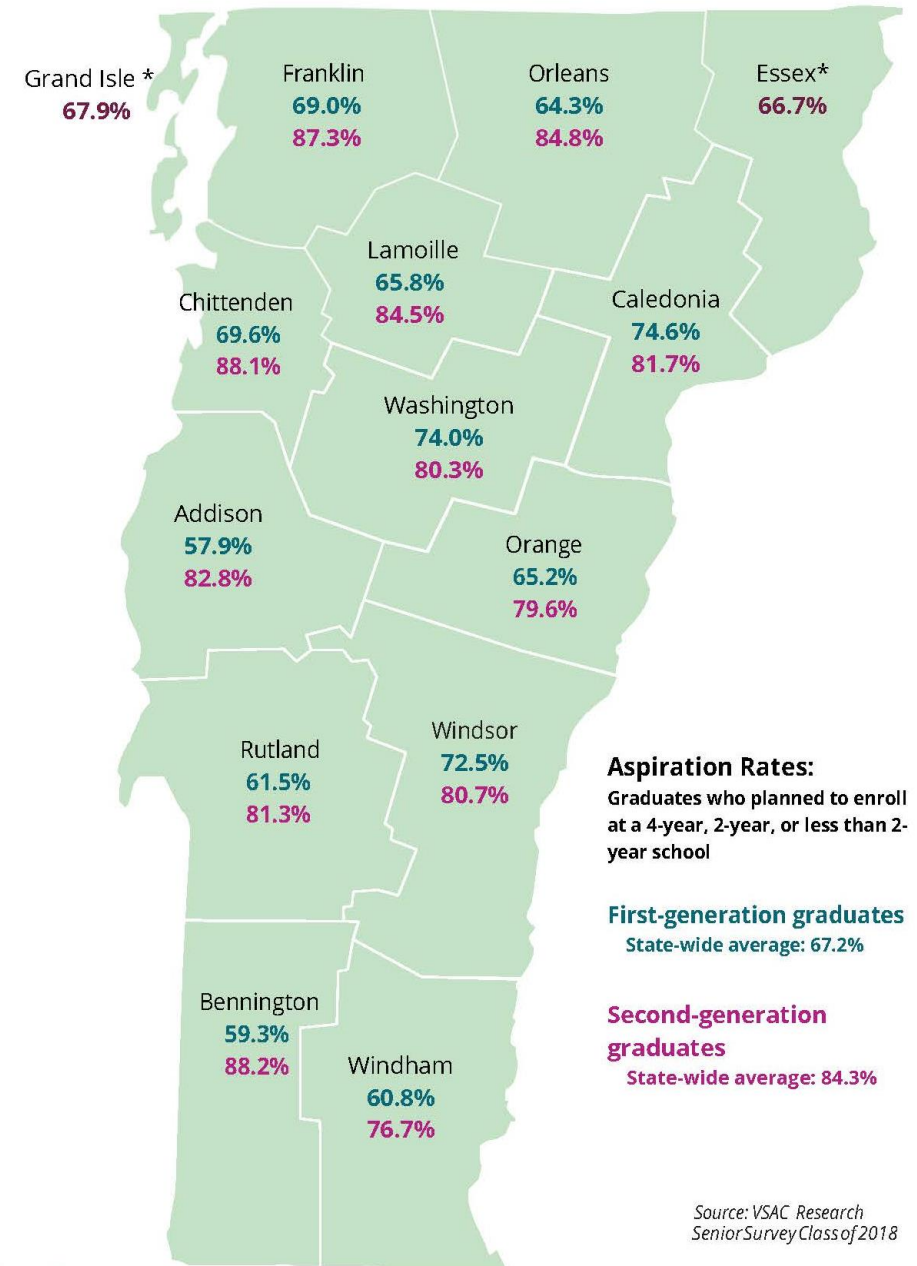 Grand Isle *
67.9%
Franklin
69.0%
87.3%
Orleans
64.3%
84.8%
Essex*
66.7%
Lamoille
65.8%
84.5%
Chittenden
69.6%
88.1%
Caledonia
74.6%
81.7%
Washington
74.0%
80.3%
Addison
57.9%
82.8%
Orange
65.2%
79.6%
Rutland
61.5%
81.3%
Windsor
72.5%
80.7%
Bennington
59.3%
88.2%
Windham
60.8%
76.7%
Aspiration Rates:
Graduates who planned to enroll
at a 4-year, 2-year, or less than 2-
year school
First-generation graduates
State-wide average: 67.2%
Second-generation
graduates
State-wide average: 84.3%
Source: VSAC Research
Senior Survey Class of 2018